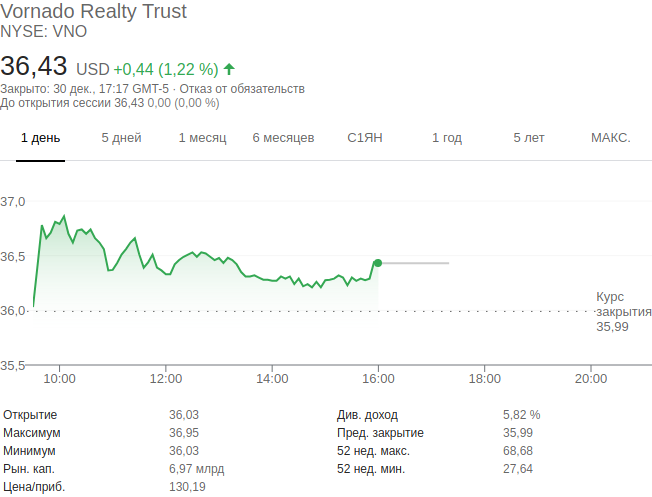 Vornado Realty Trust
NYSE: VNO
36,43 USD +0,44 (1,22 %)
Закрыто: 30 дек., 17:17 GMT-5 · Отказ от обязательств
До открытия сессии 36,43 0,00 (0,00 %)
1 день 5 дней 1 месяц 6 месяцев С1ЯН 1 год 5 лет МАКС.
37,0
36,5
36,0
35,5
Курс
закрытия
35,99
10:00 12:00 14:00 16:00 18:00 20:00
Открытие 36,03 Див. доход 5,82 %
Максимум 36,95 Пред. закрытие 35,99
Минимум 36,03 52 нед. макс. 68,68
Рын. кап. 6,97 млрд 52 нед. мин. 27,64
Цена/приб. 130,19